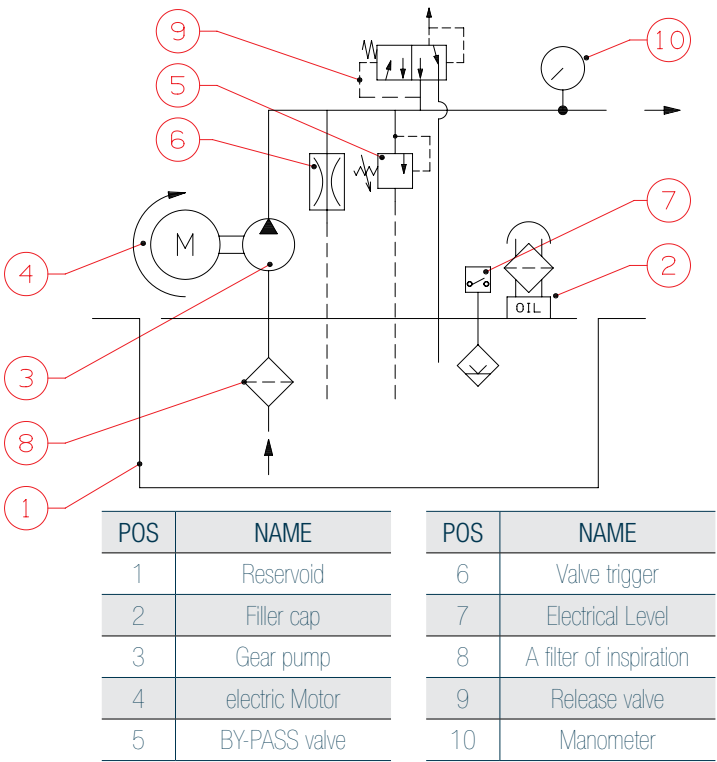 9
10
5
6
7
M
4
2
OIL
3
8
1
POS NAME
1 Reservoid
2 Filler cap
3 Gear pump
4 electric Motor
5 BY-PASS valve
POS NAME
6 Valve trigger
7 Electrical Level
8 A filter of inspiration
9 Release valve
10 Manometer